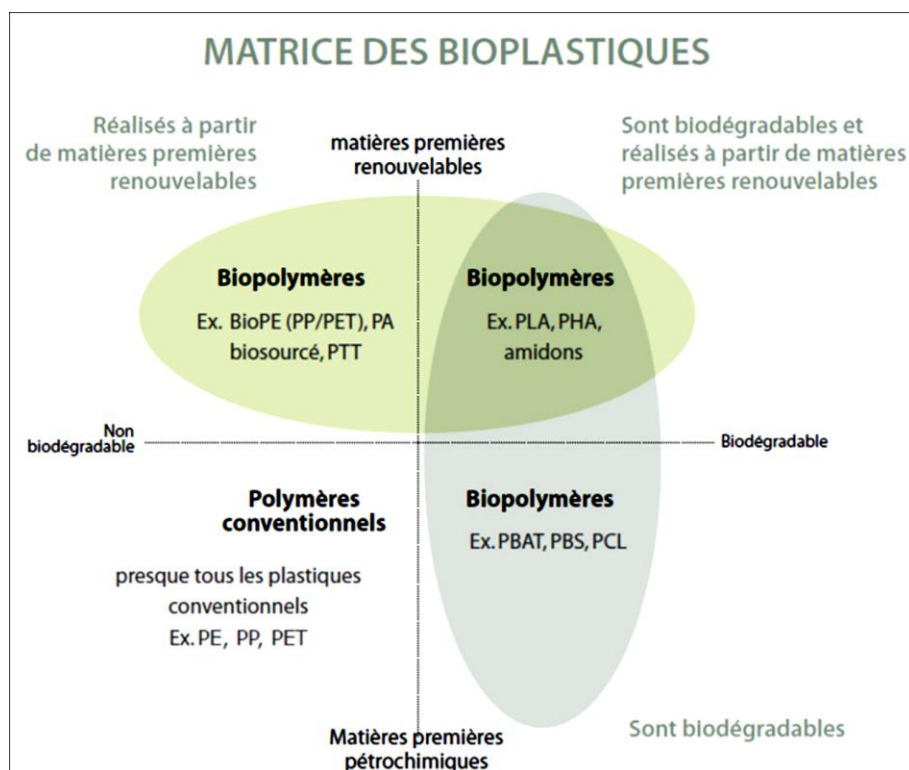 MATRICE DES BIOPLASTIQUES
Réalisés à partir
de matières premières
renouvelables
matières premières
renouvelables
Sont biodégradables et
réalisés à partir de matières
premières renouvelables
Biopolymères
Ex. BioPE (PP/PET), PA
biosourcé, PTT
Biopolymères
Ex. PLA, PHA,
amidons
Non
biodégradable
Biodégradable
Polymères
conventionnels
presque tous les plastiques
conventionnels
Ex. PE, PP, PET
Biopolymères
Ex. PBAT, PBS, PCL
Matières premières
pétrochimiques
Sont biodégradables